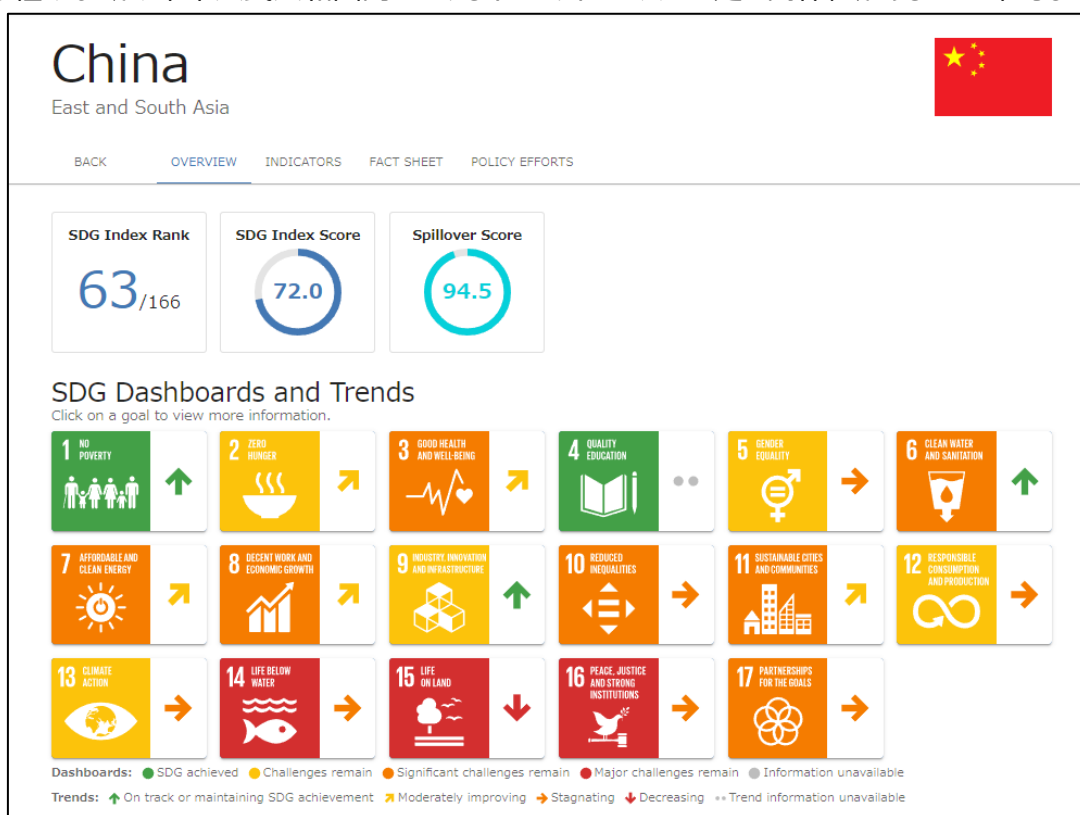 China
East and South Asia
BACK OVERVIEW INDICATORS FACT SHEET POLICY EFFORTS
SDG Index Rank
63/166
SDG Index Score
72.0
Spillover Score
94.5
SDG Dashboards and Trends
Click on a goal to view more information.
1 NO
POVERTY
2 ZERO
HUNGER
3 GOOD HEALTH
AND WELL-BEING
4 QUALITY
EDUCATION
5 GENDER
EQUALITY
6 CLEAN WATER
AND SANITATION
7 AFFORDABLE AND
CLEAN ENERGY
8 DECENT WORK AND
ECONOMIC GROWTH
9 INDUSTRY, INNOVATION
AND INFRASTRUCTURE
10 REDUCED
INEQUALITIES
11 SUSTAINABLE CITIES
AND COMMUNITIES
12 RESPONSIBLE
CONSUMPTION
AND PRODUCTION
13 CLIMATE
ACTION
14 LIFE BELOW
WATER
15 LIFE
ON LAND
16 PEACE, JUSTICE
AND STRONG
INSTITUTIONS
17 PARTNERSHIPS
FOR THE GOALS
Dashboards: SDG achieved Challenges remain Significant challenges remain Major challenges remain Information unavailable
Trends: On track or maintaining SDG achievement Moderately improving Stagnating Decreasing Trend information unavailable